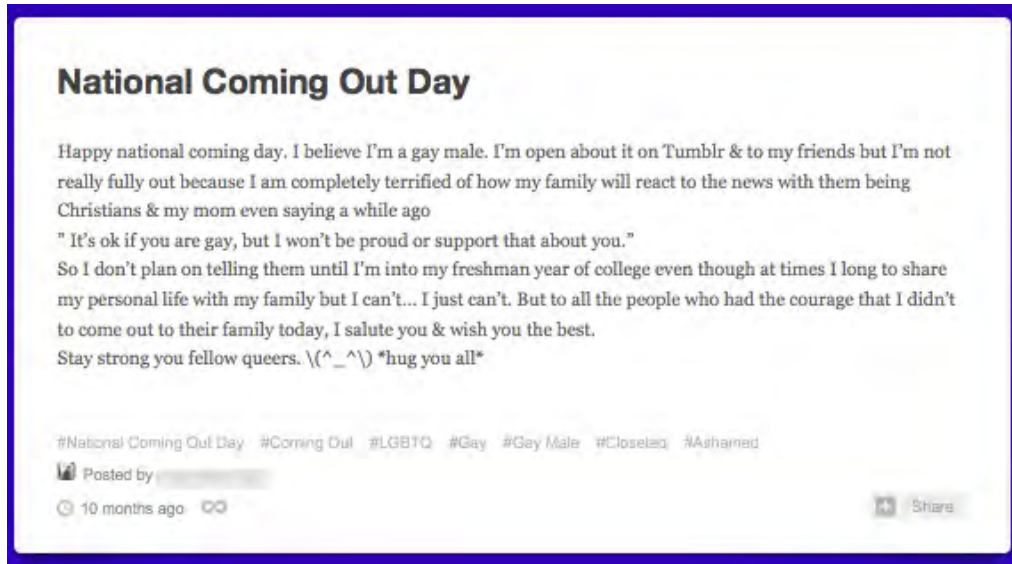 National Coming Out Day
Happy national coming day. I believe I'm a gay male. I'm open about it on Tumblr & to my friends but I'm not
really fully out because I am completely terrified of how my family will react to the news with them being
Christians & my mom even saying a while ago
" It's ok if you are gay, but I won't be proud or support that about you."
So I don't plan on telling them until I'm into my freshman year of college even though at times I long to share
my personal life with my family but I can't... I just can't. But to all the people who had the courage that I didn't
to come out to their family today, I salute you & wish you the best.
Stay strong you fellow queers. \(^_^\) *hug you all*
#National Coming Out Day #Coming Out #LGBTQ #Gay #Gay Male #Closeted #Ashamed
Posted by
10 months ago
Share